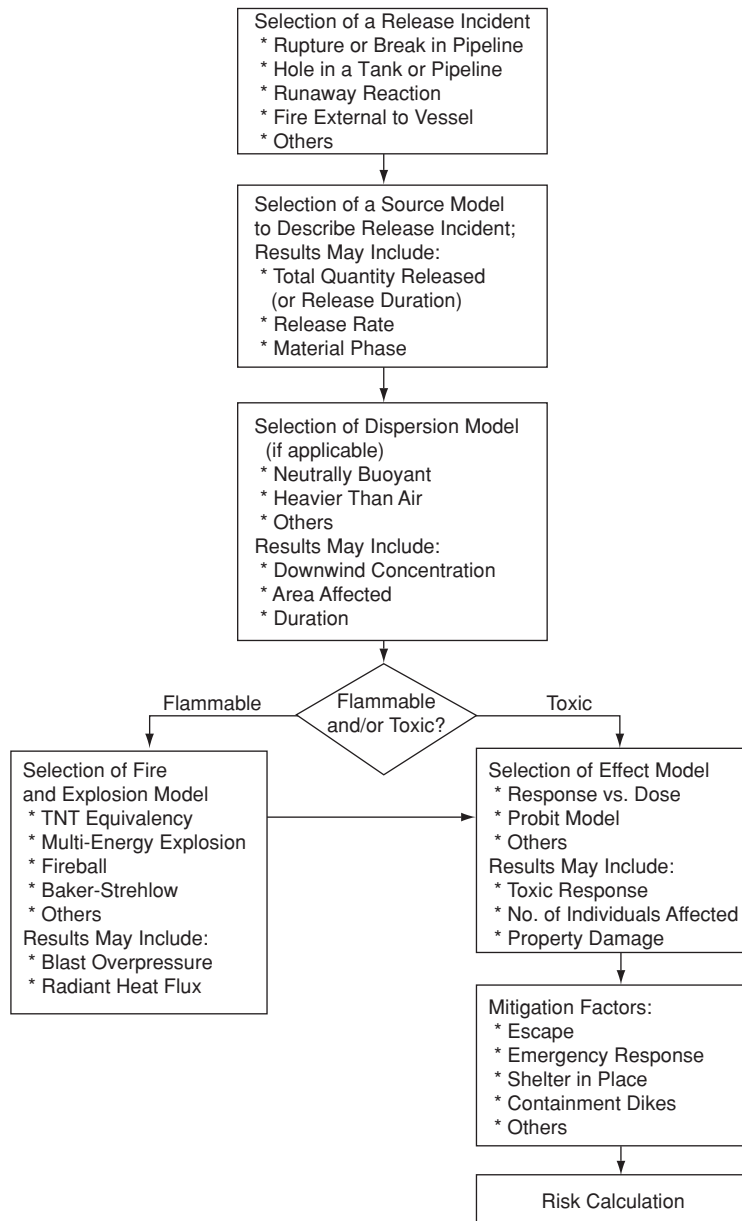 Selection of a Release Incident
* Rupture or Break in Pipeline
* Hole in a Tank or Pipeline
* Runaway Reaction
* Fire External to Vessel
* Others
Selection of a Source Model
to Describe Release Incident;
Results May Include:
* Total Quantity Released
(or Release Duration)
* Release Rate
* Material Phase
Selection of Dispersion Model
(if applicable)
* Neutrally Buoyant
* Heavier Than Air
* Others
Results May Include:
* Downwind Concentration
* Area Affected
* Duration
Flammable
and/or Toxic?
Flammable
Toxic
Selection of Fire
and Explosion Model
* TNT Equivalency
* Multi-Energy Explosion
* Fireball
* Baker-Strehlow
* Others
Results May Include:
* Blast Overpressure
* Radiant Heat Flux
Selection of Effect Model
* Response vs. Dose
* Probit Model
* Others
Results May Include:
* Toxic Response
* No. of Individuals Affected
* Property Damage
Mitigation Factors:
* Escape
* Emergency Response
* Shelter in Place
* Containment Dikes
* Others
Risk Calculation